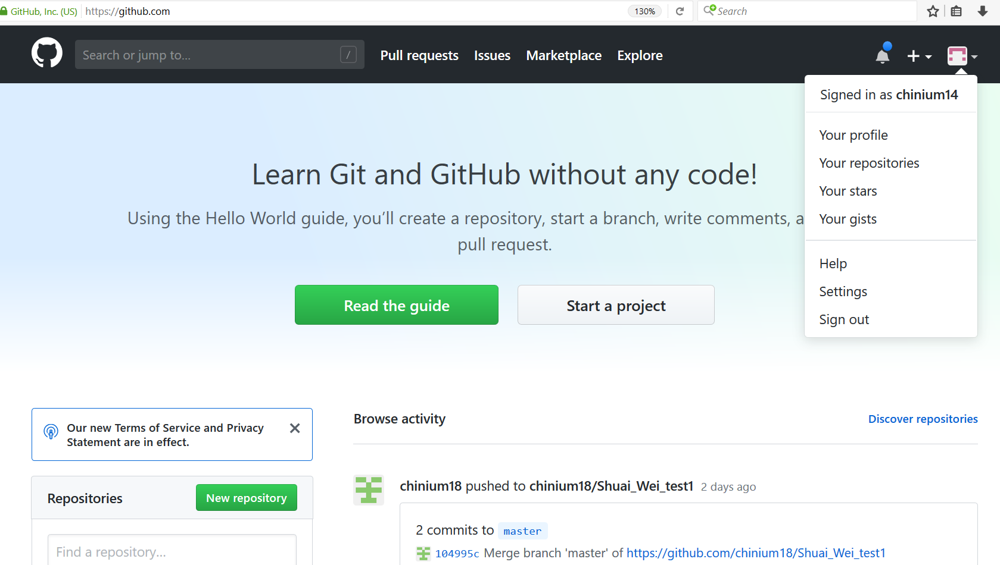 GitHub, Inc. (US) https://github.com 130% Search
Search or jump to... / Pull requests Issues Marketplace Explore
Signed in as chinium14
Your profile
Your repositories
Your stars
Your gists
Help
Settings
Sign out
Learn Git and GitHub without any code!
Using the Hello World guide, you’ll create a repository, start a branch, write comments, a
pull request.
Read the guide Start a project
Our new Terms of Service and Privacy
Statement are in effect.
Repositories New repository
Find a repository...
Browse activity Discover repositories
chinium18 pushed to chinium18/Shuai_Wei_test1 2 days ago
2 commits to master
104995c Merge branch 'master' of https://github.com/chinium18/Shuai_Wei_test1